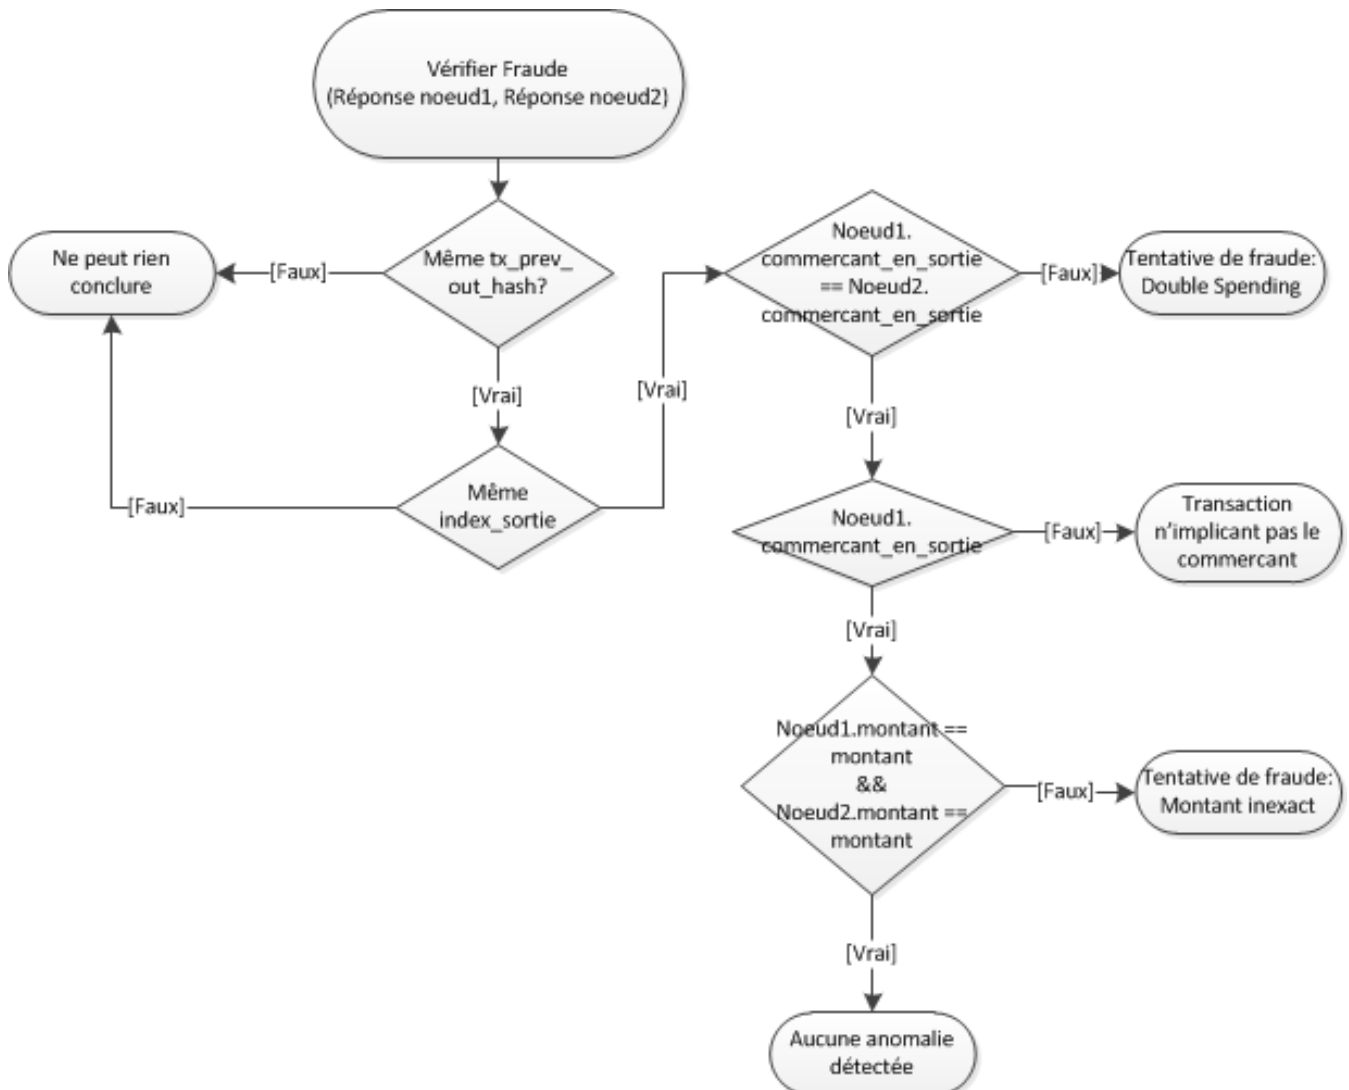 Vérifier Fraude
(Réponse noeud1, Réponse noeud2)
Ne peut rien
conclure
[Faux]
Même tx_prev_
out_hash?
[Vrai]
Même
index_sortie
[Faux]
[Vrai]
Noeud1.
commercant_en_sortie
== Noeud2.
commercant_en_sortie
[Faux]
Tentative de fraude:
Double Spending
[Vrai]
Noeud1.
commercant_en_sortie
[Faux]
Transaction
n'implicant pas le
commercant
[Vrai]
Noeud1.montant ==
montant
&&
Noeud2.montant ==
montant
[Faux]
Tentative de fraude:
Montant inexact
[Vrai]
Aucune anomalie
détectée